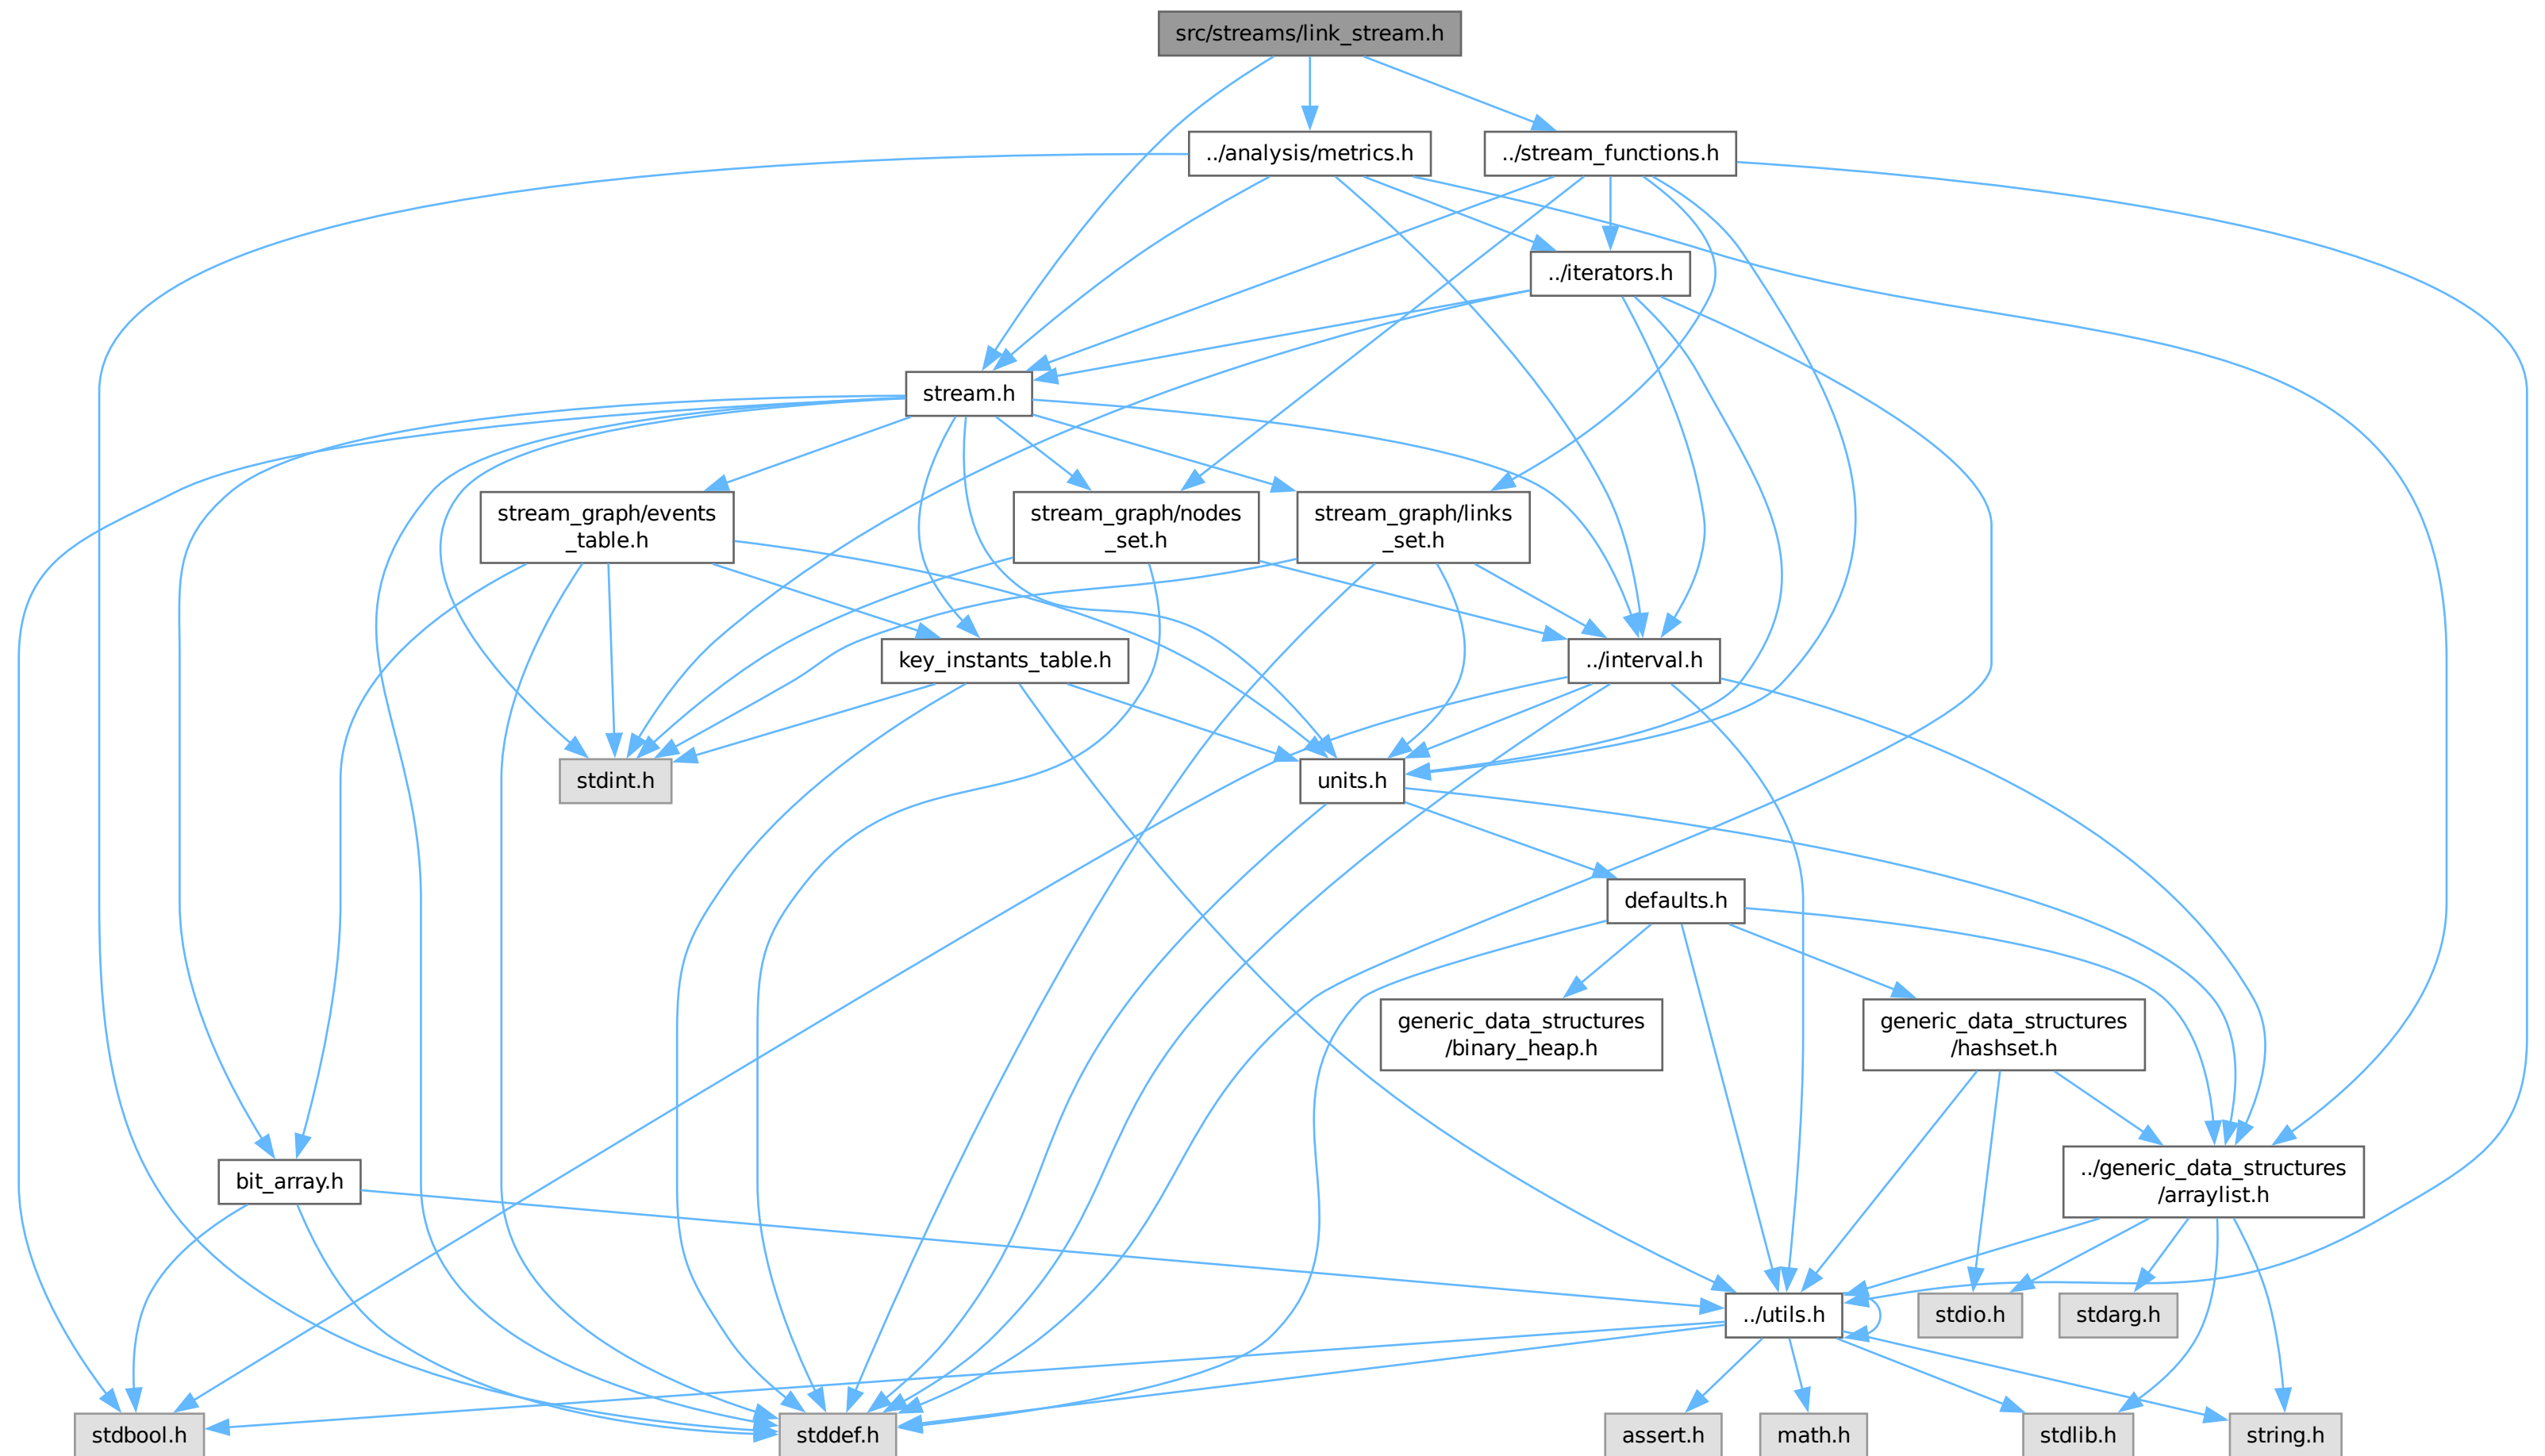 src/streams/link_stream.h
../analysis/metrics.h
../stream_functions.h
../iterators.h
stream.h
stream_graph/events
_table.h
stream_graph/nodes
_set.h
stream_graph/links
_set.h
key_instants_table.h
../interval.h
stdint.h
units.h
defaults.h
generic_data_structures
/binary_heap.h
generic_data_structures
/hashset.h
bit_array.h
../generic_data_structures
/arraylist.h
../utils.h
stdio.h
stdarg.h
stdbool.h
stddef.h
assert.h
math.h
stdlib.h
string.h